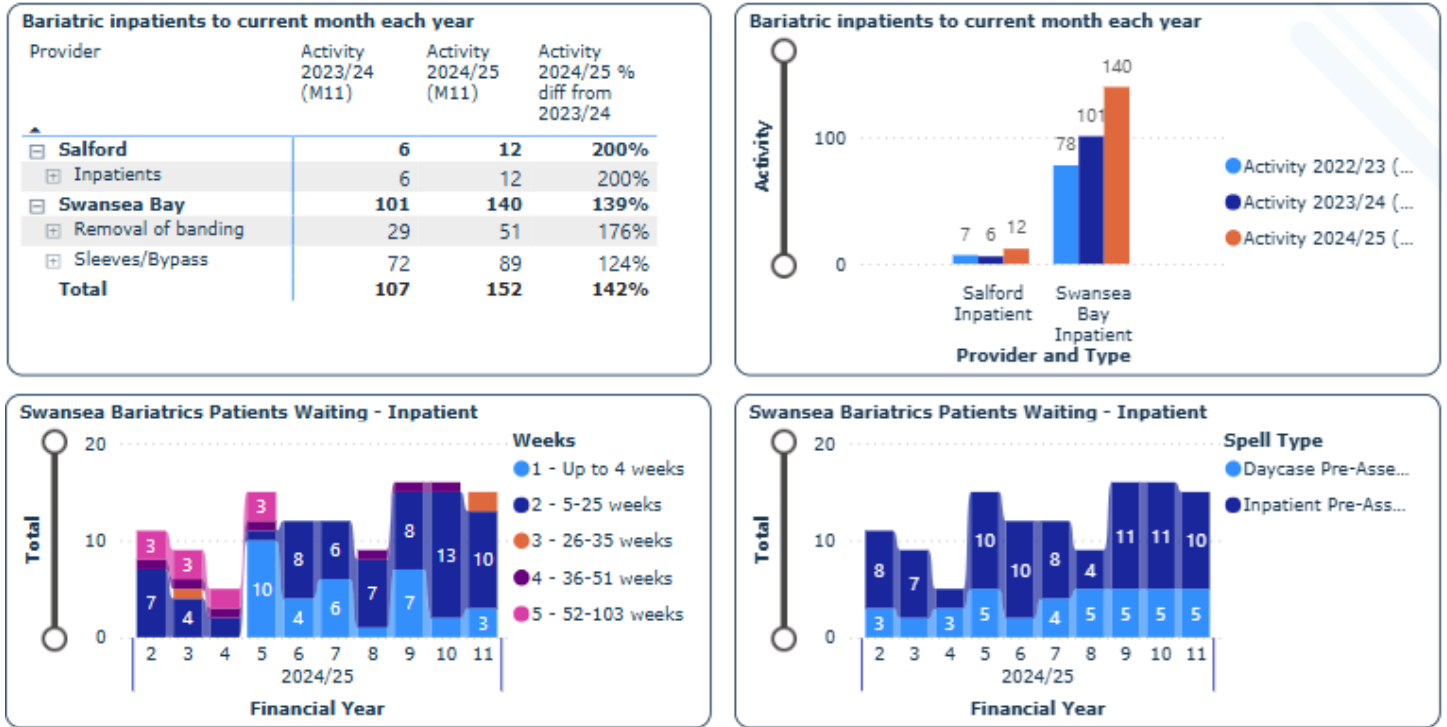 Bariatric inpatients to current month each year
Provider Activity 2023/24 (M11) Activity 2024/25 (M11) Activity 2024/25 % diff from 2023/24
Salford 6 12 200%
Inpatients 6 12 200%
Swansea Bay 101 140 139%
Removal of banding 29 51 176%
Sleeves/Bypass 72 89 124%
Total 107 152 142%
Bariatric inpatients to current month each year
Activity
100
0
7 6 12
78 101 140
Salford Inpatient
Swansea Bay Inpatient
Provider and Type
Activity 2022/23 (...
Activity 2023/24 (...
Activity 2024/25 (...
Swansea Bariatrics Patients Waiting - Inpatient
Total
20
10
0
3 3 3
7 4 10 8 4 6 6 7 8 7 13 10 3
2 3 4 5 6 7 8 9 10 11
2024/25
Financial Year
Weeks
1 - Up to 4 weeks
2 - 5-25 weeks
3 - 26-35 weeks
4 - 36-51 weeks
5 - 52-103 weeks
Swansea Bariatrics Patients Waiting - Inpatient
Total
20
10
0
8 7 10 10 8 4 11 11 10
3 3 5 4 5 5 5 5
2 3 4 5 6 7 8 9 10 11
2024/25
Financial Year
Spell Type
Daycase Pre-Asse...
Inpatient Pre-Ass...